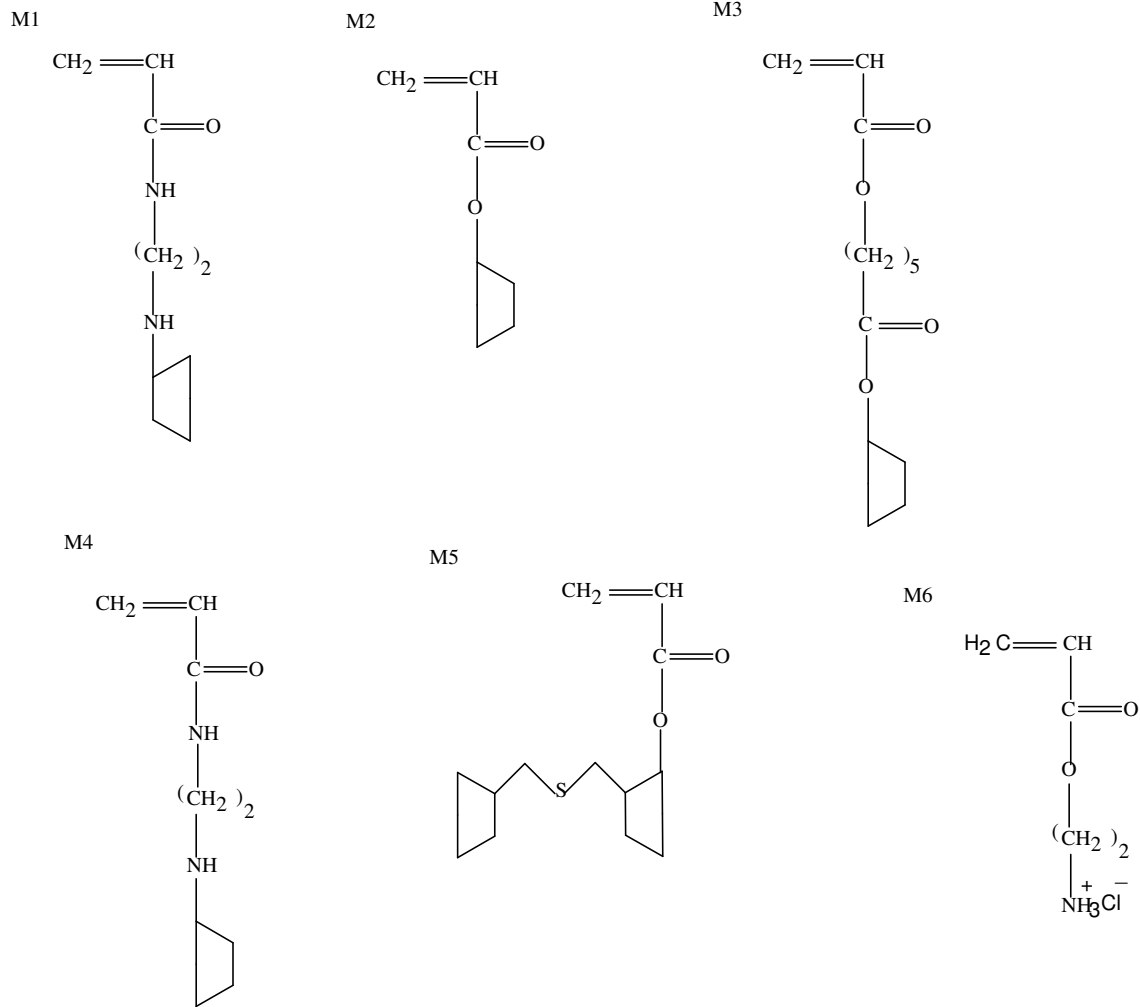 M1
CH2 CH
C O
NH
(CH2)2
NH
M2
CH2 CH
C O
O
M3
CH2 CH
C O
O
(CH2)5
C O
O
M4
CH2 CH
C O
NH
(CH2)2
NH
M5
CH2 CH
C O
O
S
M6
H2C CH
C O
O
(CH2)2
NH3+Cl−